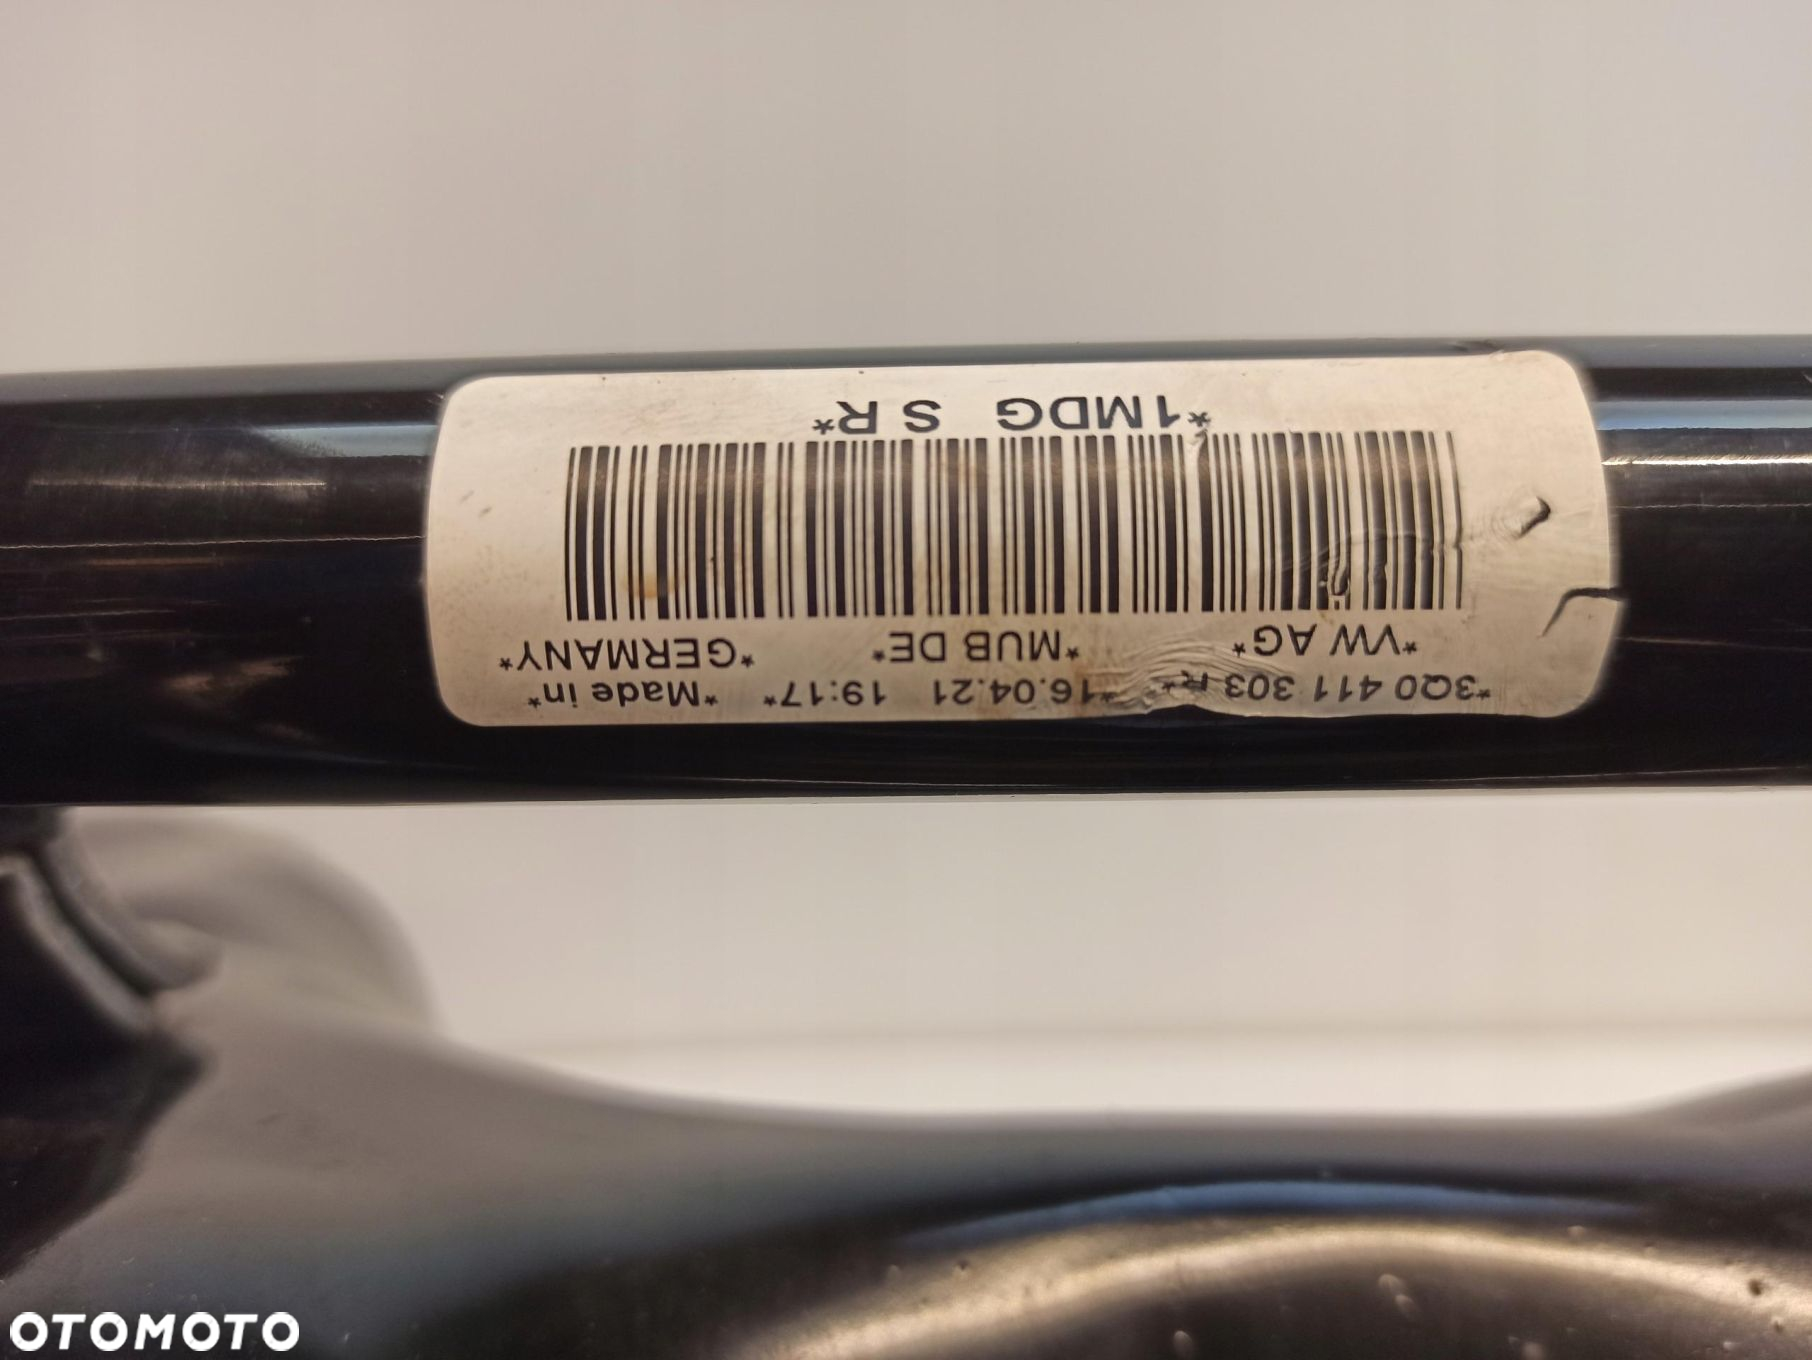 *3Q0 411 303 R* *16.04.21 19:17* *Made in*
*VW AG* *MUB DE* *GERMANY*
*1MDG S R*
OTOMOTO